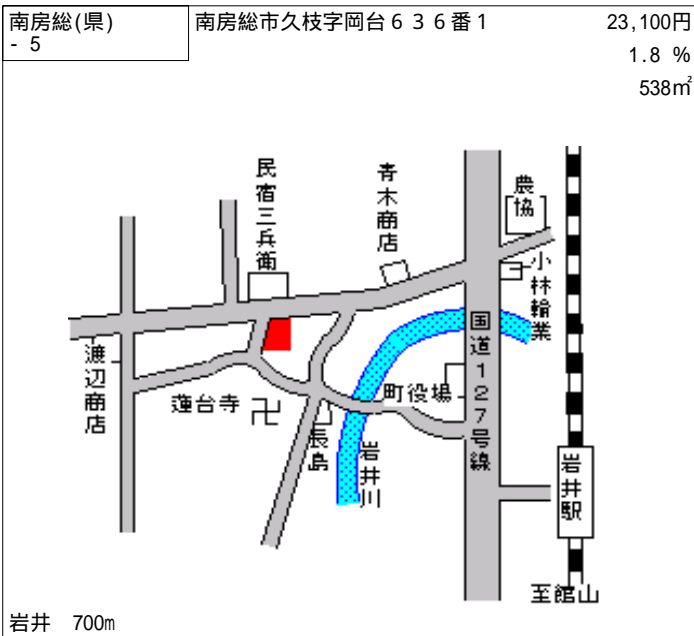 南房総(県)
- 5
南房総市久枝字岡台６３６番1
23,100円
1.8 %
538㎡
民宿三兵衛
青木商店
農協
小林輪業
国道127号線
渡辺商店
蓮台寺
長島
岩井川
町役場
岩井駅
至館山
岩井 700m